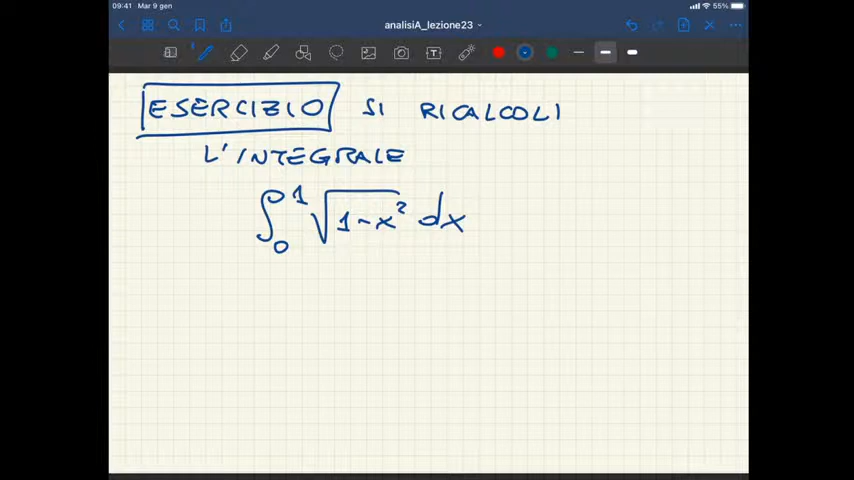 09:41 Mar 9 gen 55%
analisiA_lezione23
ESERCIZIO SI RICALCOLI
L'INTEGRALE
∫₀¹ √(1-x²) dx